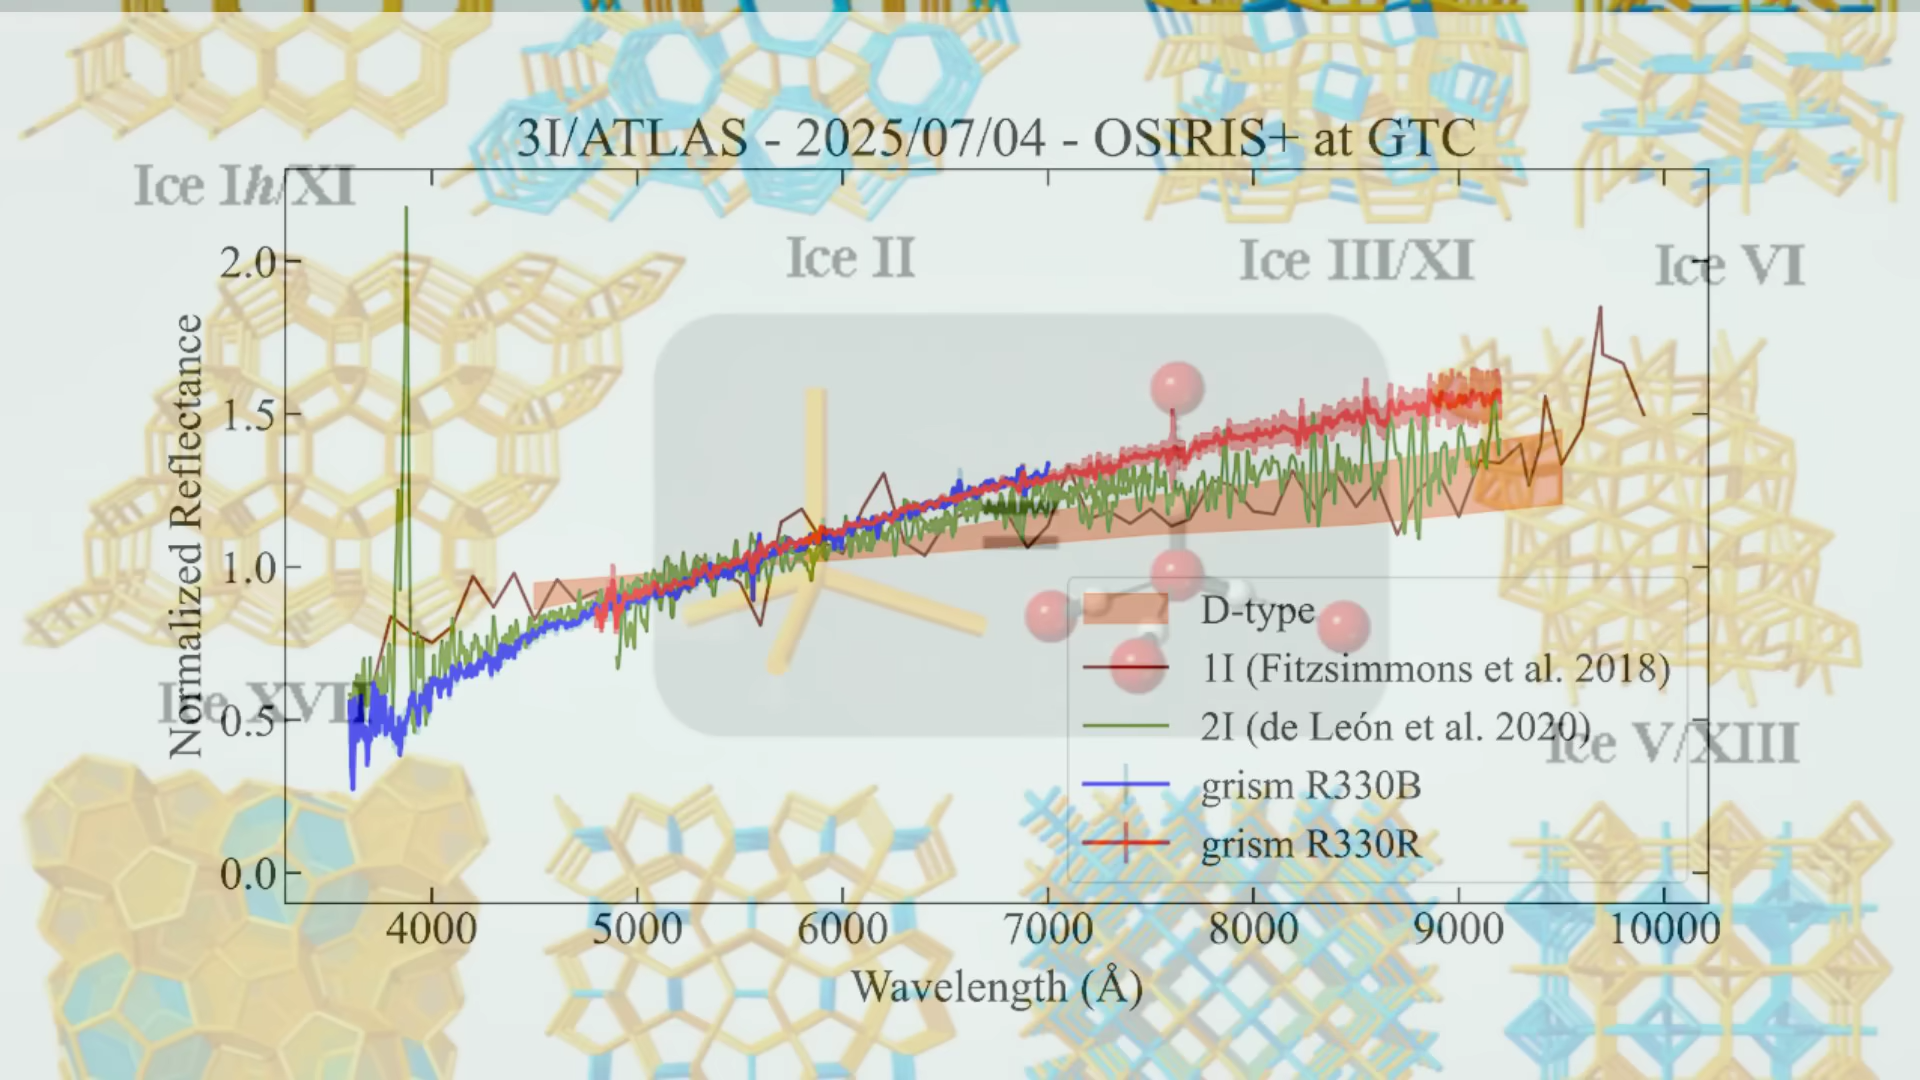 3I/ATLAS - 2025/07/04 - OSIRIS+ at GTC
Ice Ih/XI
Ice II
Ice III/XI
Ice VI
2.0
1.5
1.0
0.5
0.0
Normalized Reflectance
Ice XVII
Ice V/XIII
D-type
1I (Fitzsimmons et al. 2018)
2I (de León et al. 2020)
grism R330B
grism R330R
4000 5000 6000 7000 8000 9000 10000
Wavelength (Å)